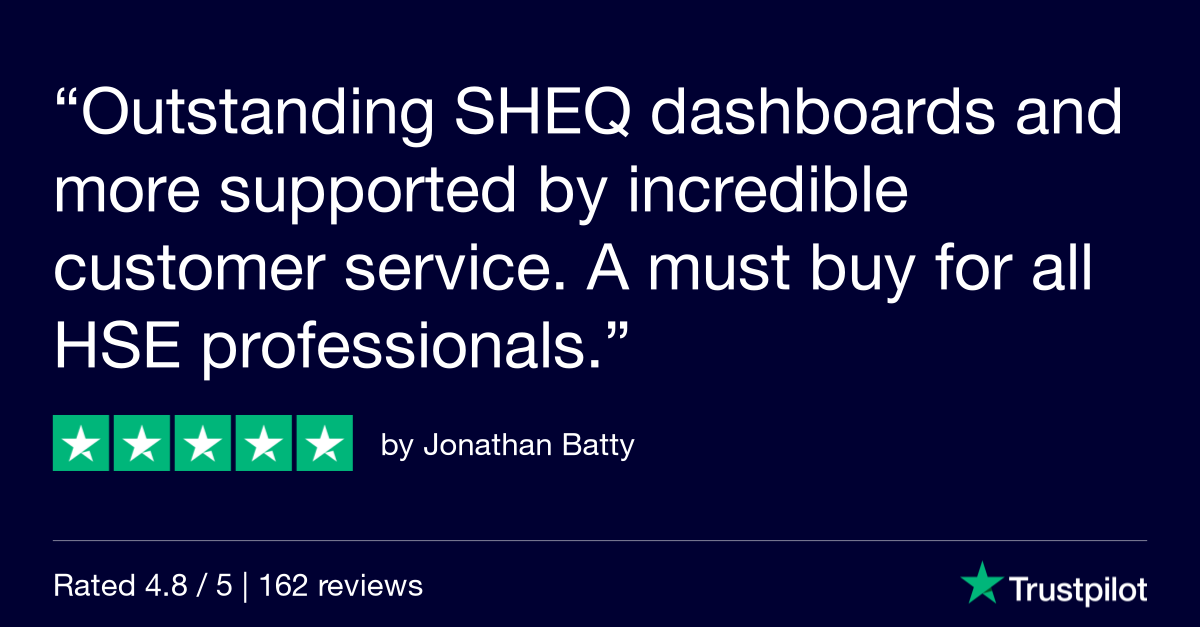 “Outstanding SHEQ dashboards and
more supported by incredible
customer service. A must buy for all
HSE professionals.”
by Jonathan Batty
Rated 4.8 / 5 | 162 reviews
Trustpilot